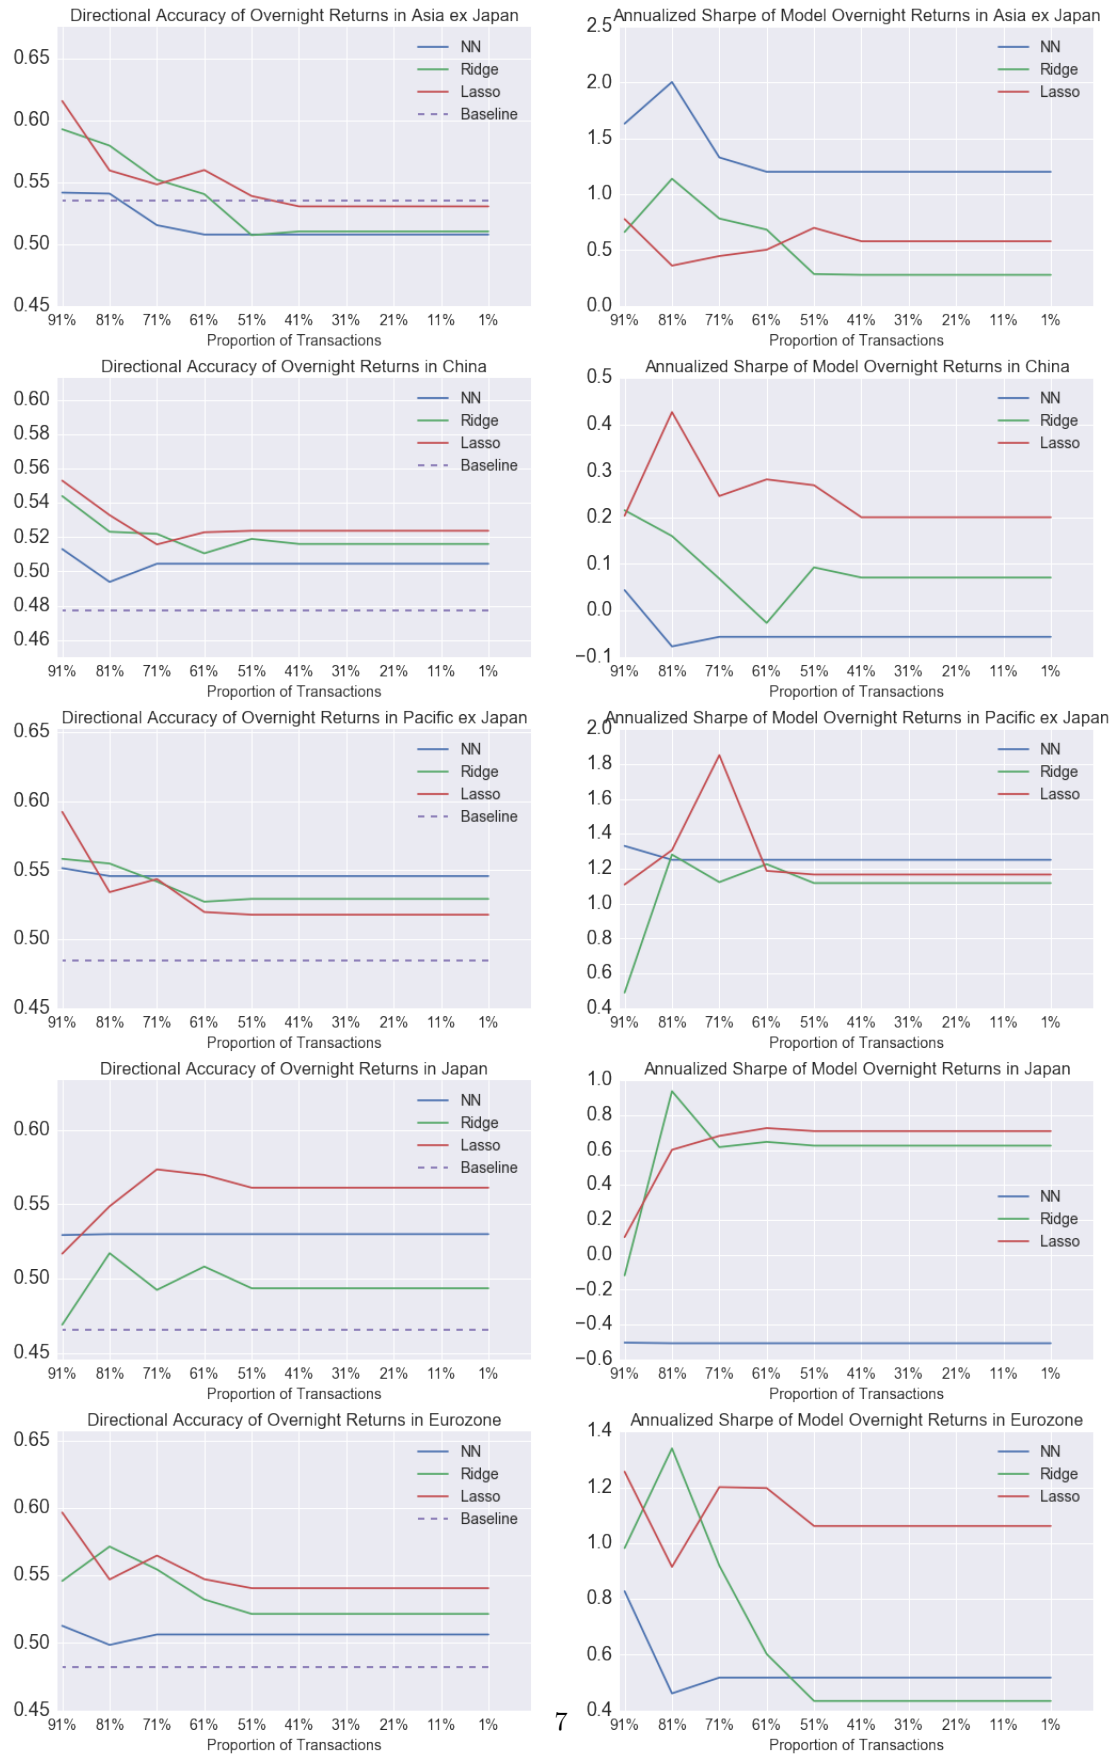 Directional Accuracy of Overnight Returns in Asia ex Japan
0.65
0.60
0.55
0.50
0.45
NN
Ridge
Lasso
Baseline
91% 81% 71% 61% 51% 41% 31% 21% 11% 1%
Proportion of Transactions
Annualized Sharpe of Model Overnight Returns in Asia ex Japan
2.5
2.0
1.5
1.0
0.5
0.0
NN
Ridge
Lasso
91% 81% 71% 61% 51% 41% 31% 21% 11% 1%
Proportion of Transactions
Directional Accuracy of Overnight Returns in China
0.60
0.58
0.56
0.54
0.52
0.50
0.48
0.46
NN
Ridge
Lasso
Baseline
91% 81% 71% 61% 51% 41% 31% 21% 11% 1%
Proportion of Transactions
Annualized Sharpe of Model Overnight Returns in China
0.5
0.4
0.3
0.2
0.1
0.0
−0.1
NN
Ridge
Lasso
91% 81% 71% 61% 51% 41% 31% 21% 11% 1%
Proportion of Transactions
Directional Accuracy of Overnight Returns in Pacific ex Japan
0.65
0.60
0.55
0.50
0.45
NN
Ridge
Lasso
Baseline
91% 81% 71% 61% 51% 41% 31% 21% 11% 1%
Proportion of Transactions
Annualized Sharpe of Model Overnight Returns in Pacific ex Japan
2.0
1.8
1.6
1.4
1.2
1.0
0.8
0.6
0.4
NN
Ridge
Lasso
91% 81% 71% 61% 51% 41% 31% 21% 11% 1%
Proportion of Transactions
Directional Accuracy of Overnight Returns in Japan
0.60
0.55
0.50
0.45
NN
Ridge
Lasso
Baseline
91% 81% 71% 61% 51% 41% 31% 21% 11% 1%
Proportion of Transactions
Annualized Sharpe of Model Overnight Returns in Japan
1.0
0.8
0.6
0.4
0.2
0.0
−0.2
−0.4
−0.6
NN
Ridge
Lasso
91% 81% 71% 61% 51% 41% 31% 21% 11% 1%
Proportion of Transactions
Directional Accuracy of Overnight Returns in Eurozone
0.65
0.60
0.55
0.50
0.45
NN
Ridge
Lasso
Baseline
91% 81% 71% 61% 51% 41% 31% 21% 11% 1%
Proportion of Transactions
Annualized Sharpe of Model Overnight Returns in Eurozone
1.4
1.2
1.0
0.8
0.6
0.4
NN
Ridge
Lasso
91% 81% 71% 61% 51% 41% 31% 21% 11% 1%
Proportion of Transactions
7